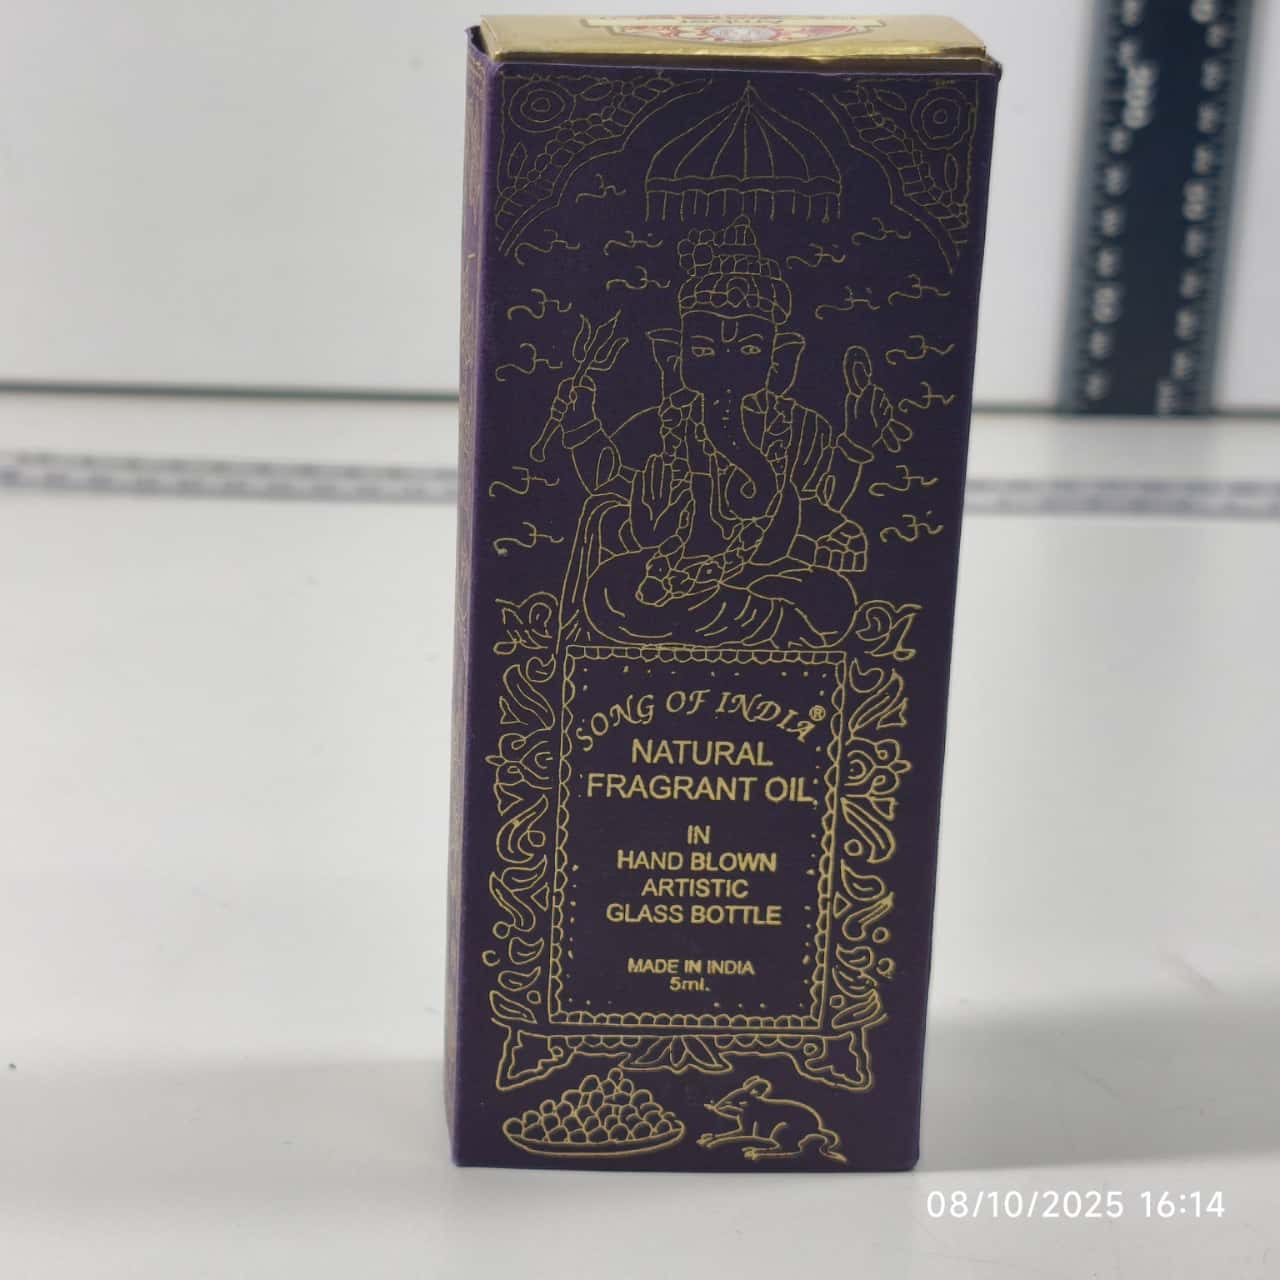 Amber
SONG OF INDIA®
NATURAL
FRAGRANT OIL
IN
HAND BLOWN
ARTISTIC
GLASS BOTTLE
MADE IN INDIA
5ml.
08/10/2025 16:14